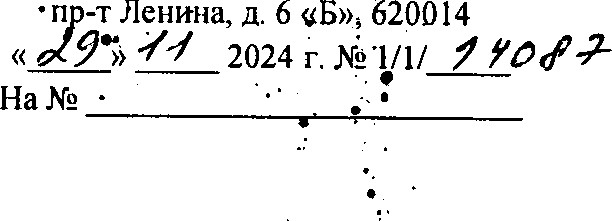 пр-т Ленина, д. 6 «Б», 620014
«29» 11 2024 г. № 1/1/ 14087
На №